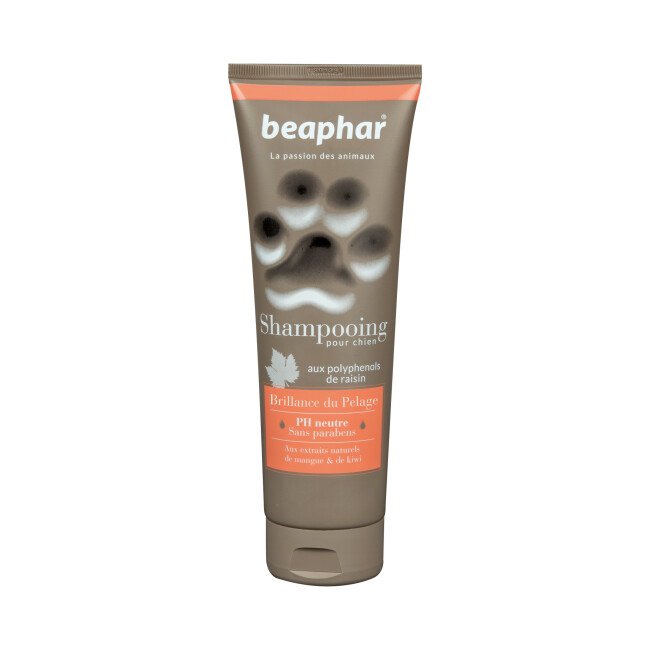 beaphar®
La passion des animaux
Shampooing
pour chien
aux polyphenols
de raisin
Brillance du Pelage
PH neutre
Sans parabens
Aux extraits naturels
de mangue & de kiwi